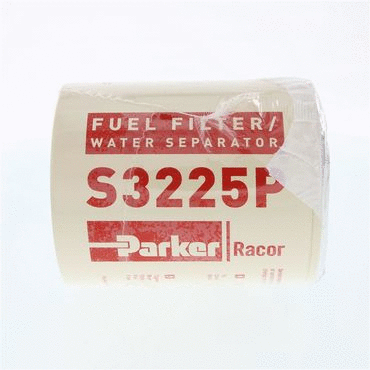 FUEL FILTER/
WATER SEPARATOR
S3225P
Parker Racor